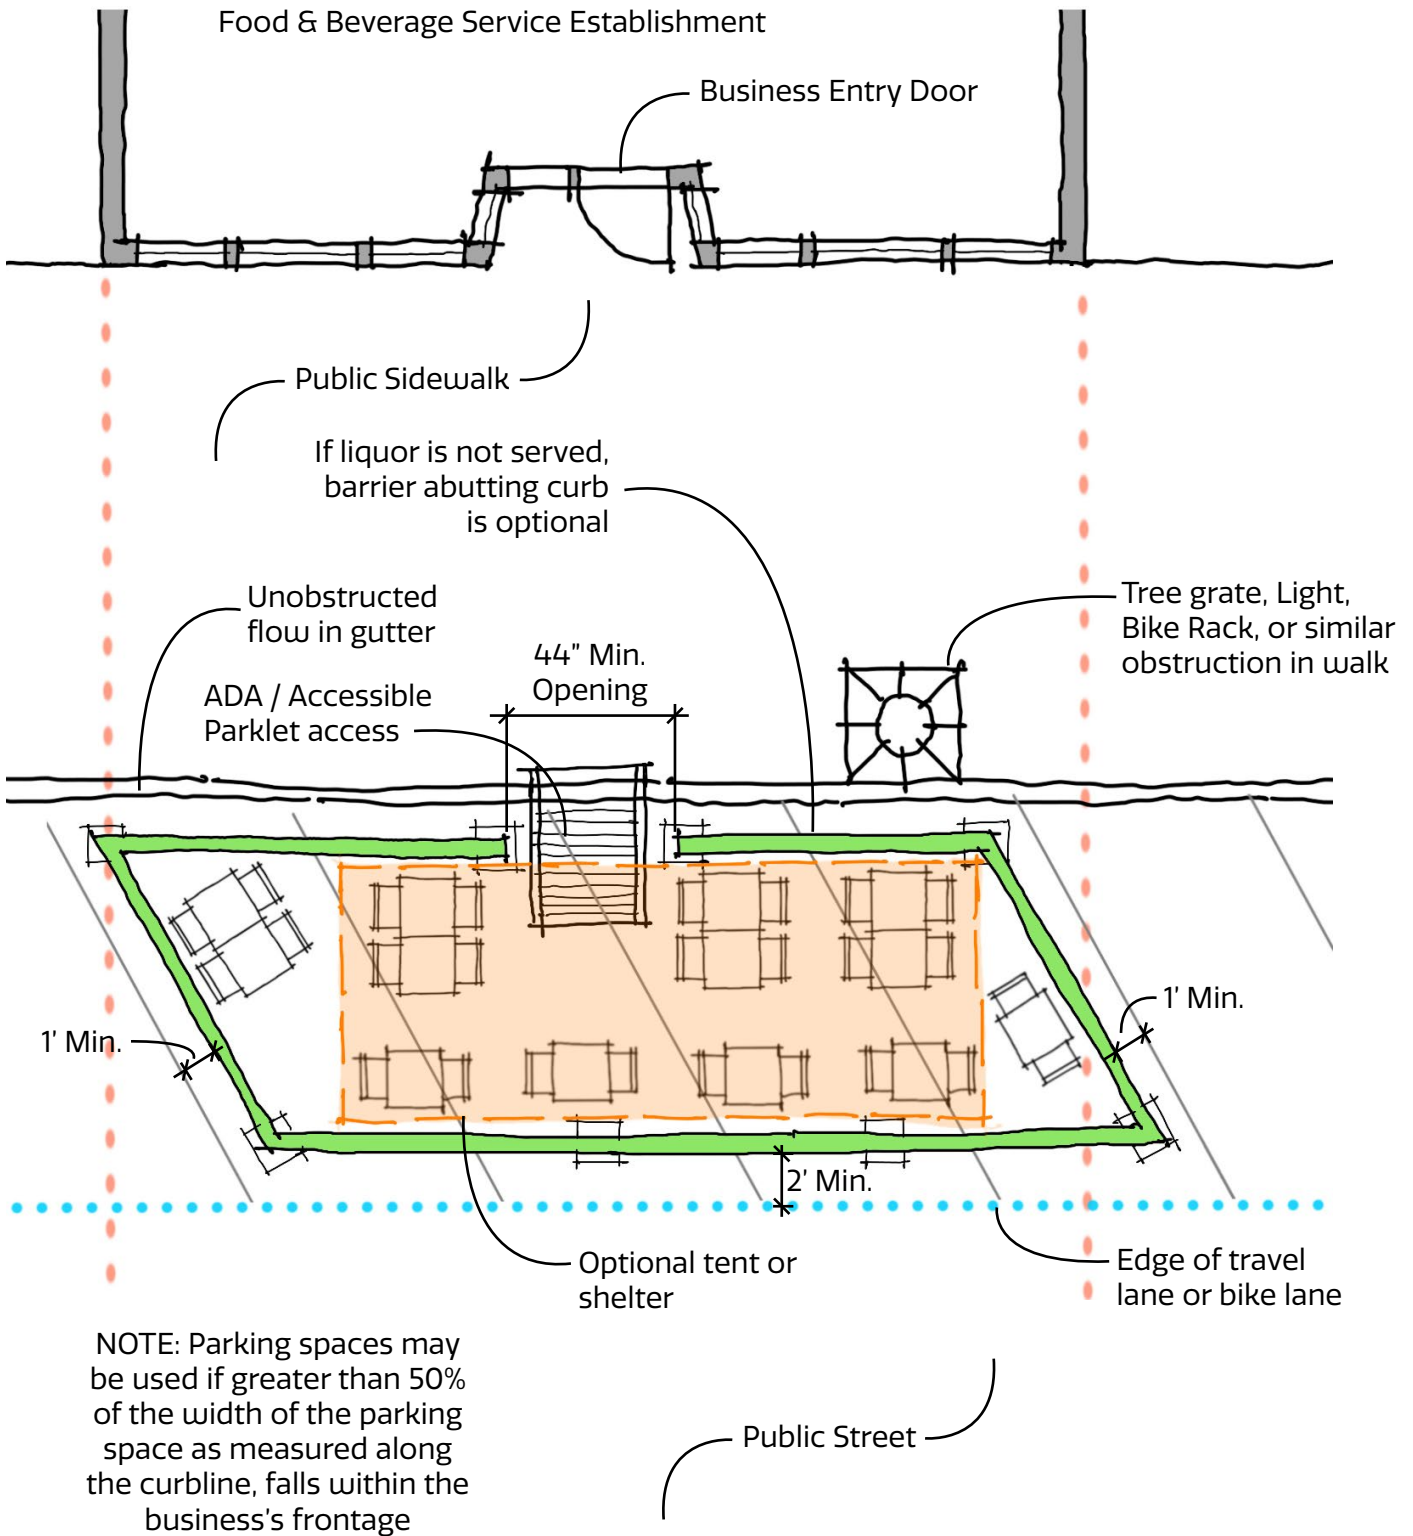 Food & Beverage Service Establishment
Business Entry Door
Public Sidewalk
If liquor is not served,
barrier abutting curb
is optional
Unobstructed
flow in gutter
Tree grate, Light,
Bike Rack, or similar
obstruction in walk
44" Min.
Opening
ADA / Accessible
Parklet access
1' Min.
1' Min.
2' Min.
Optional tent or
shelter
Edge of travel
lane or bike lane
NOTE: Parking spaces may
be used if greater than 50%
of the width of the parking
space as measured along
the curbline, falls within the
business's frontage
Public Street